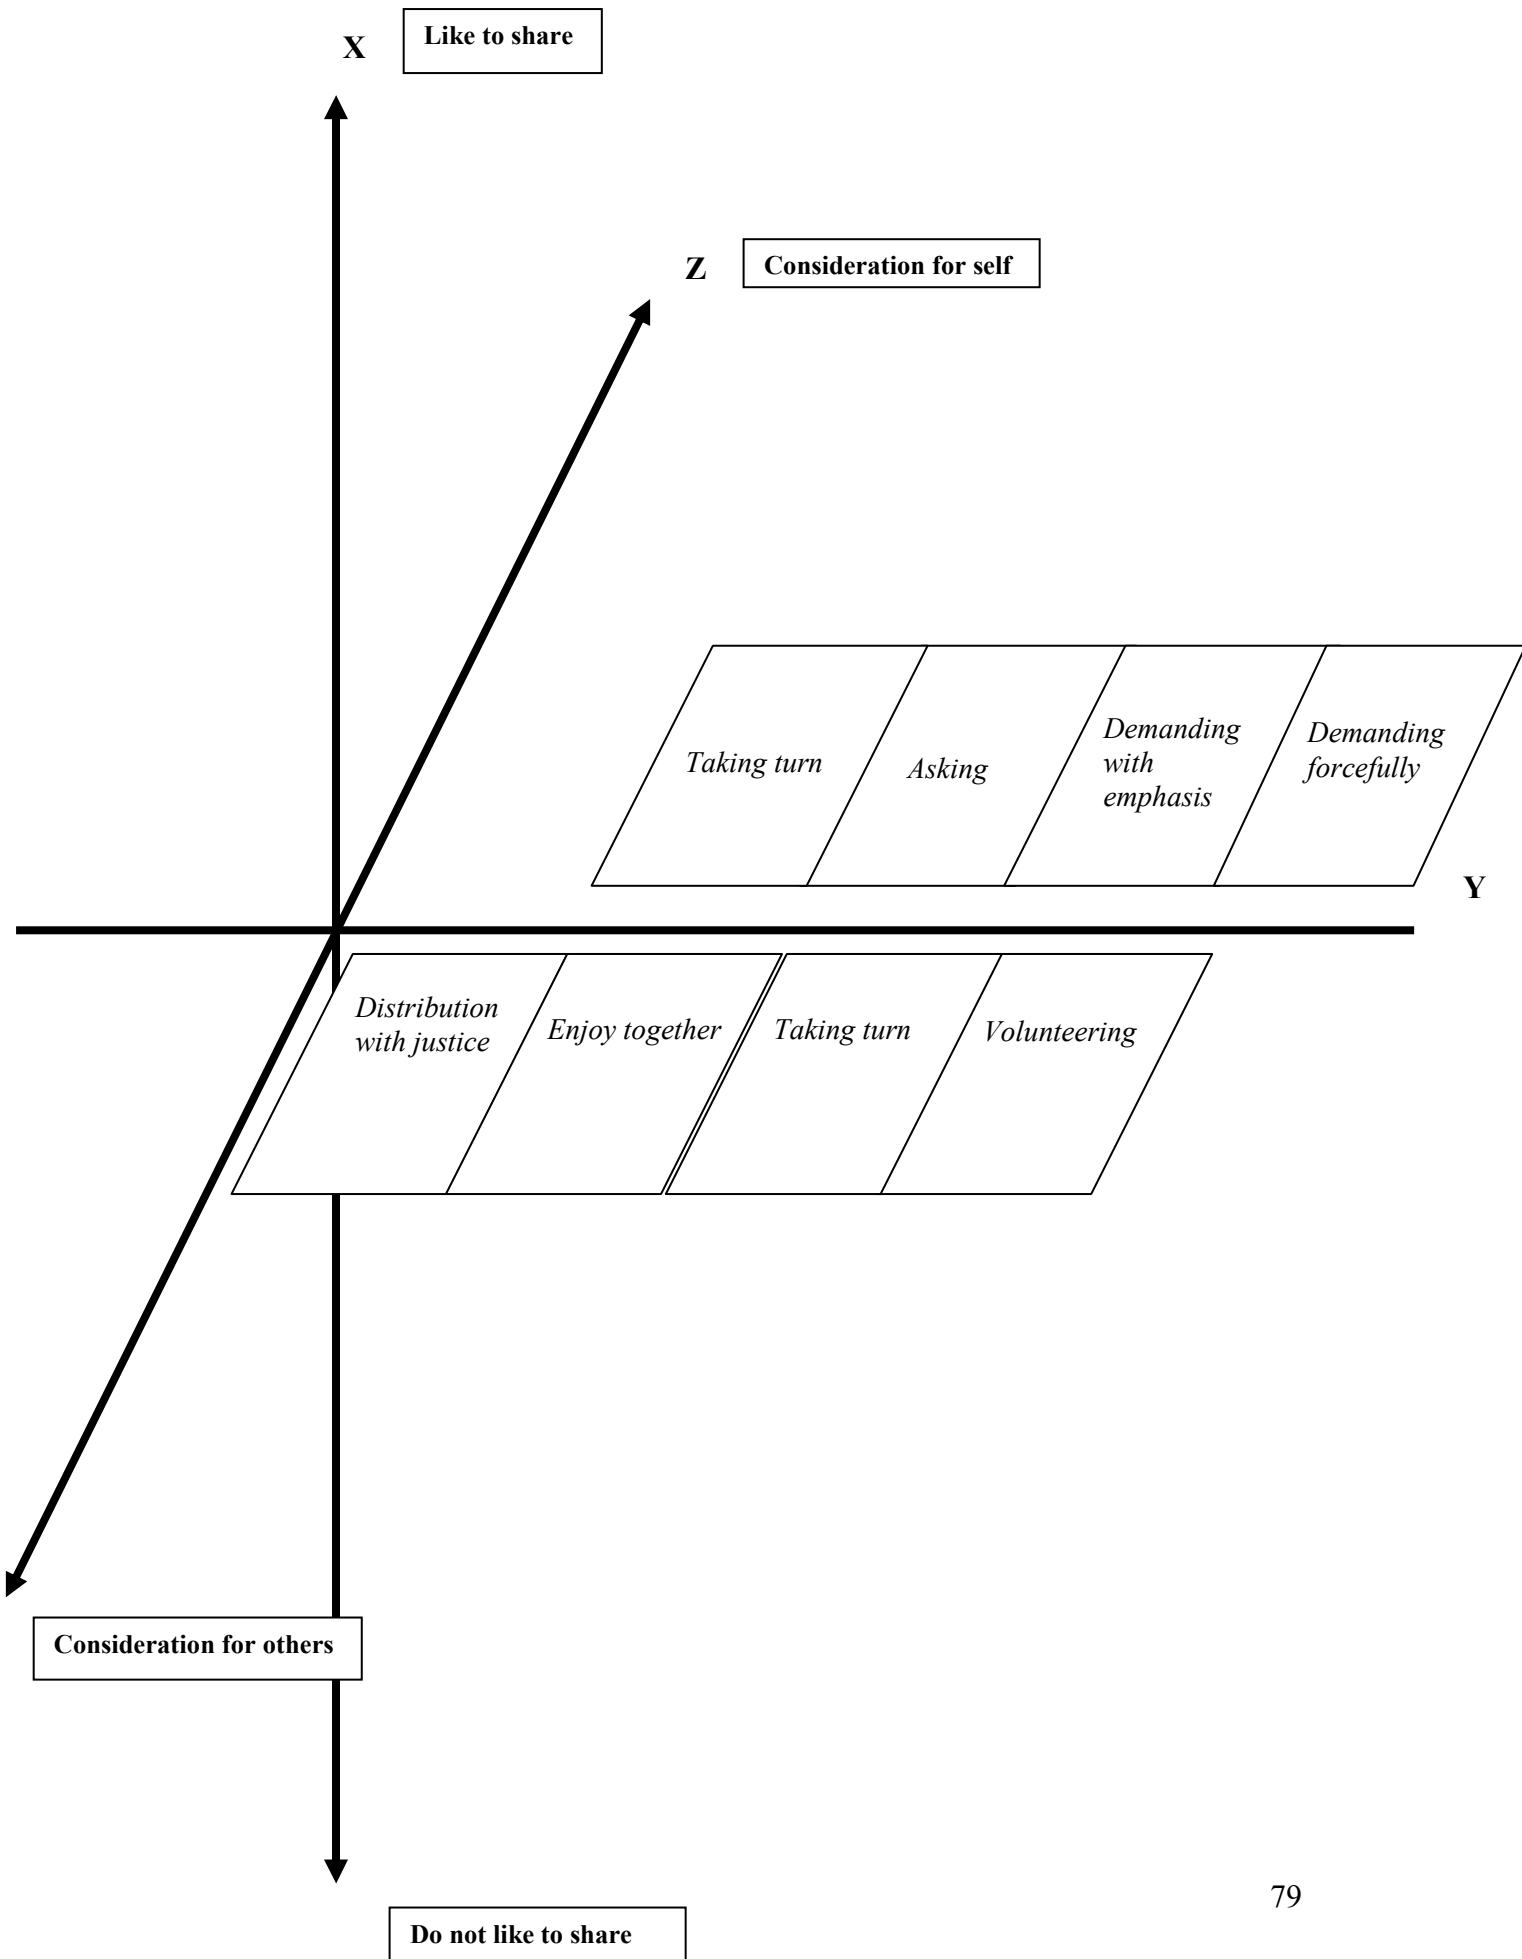 Like to share
X
Z
Consideration for self
Taking turn
Asking
Demanding
with
emphasis
Demanding
forcefully
Y
Distribution
with justice
Enjoy together
Taking turn
Volunteering
Consideration for others
79
Do not like to share